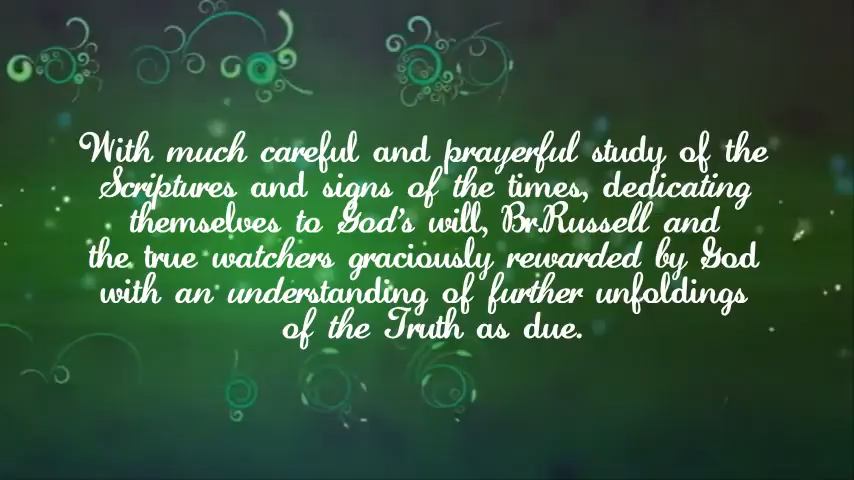 With much careful and prayerful study of the
Scriptures and signs of the times, dedicating
themselves to God's will, Br.Russell and
the true watchers graciously rewarded by God
with an understanding of further unfoldings
of the Truth as due.